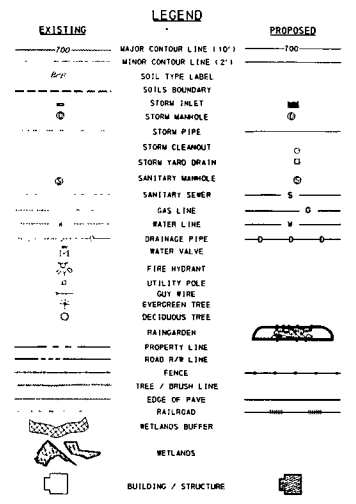 LEGEND
EXISTING PROPOSED
700 MAJOR CONTOUR LINE (10') 700
MINOR CONTOUR LINE (2')
SOIL TYPE LABEL
SOILS BOUNDARY
STORM INLET
D STORM MANHOLE D
STORM PIPE
STORM CLEANOUT
STORM YARD DRAIN
S SANITARY MANHOLE S
SANITARY SEWER S
GAS LINE G
W WATER LINE W
DRAINAGE PIPE
WATER VALVE
FIRE HYDRANT
UTILITY POLE
GUY WIRE
EVERGREEN TREE
DECIDUOUS TREE
RAINGARDEN
PROPERTY LINE
ROAD R/W LINE
FENCE
TREE / BRUSH LINE
EDGE OF PAVE
RAILROAD
WETLANDS BUFFER
WETLANDS
BUILDING / STRUCTURE